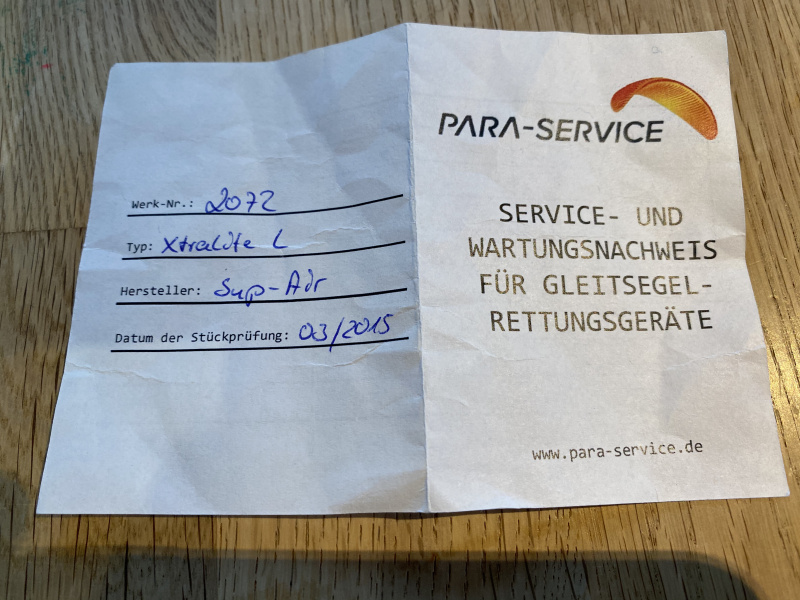 Werk-Nr.: 2072
Typ: XtraLite L
Hersteller: Sup-Air
Datum der Stückprüfung: 03/2015
PARA-SERVICE
SERVICE- UND
WARTUNGSNACHWEIS
FÜR GLEITSEGEL-
RETTUNGSGERÄTE
www.para-service.de